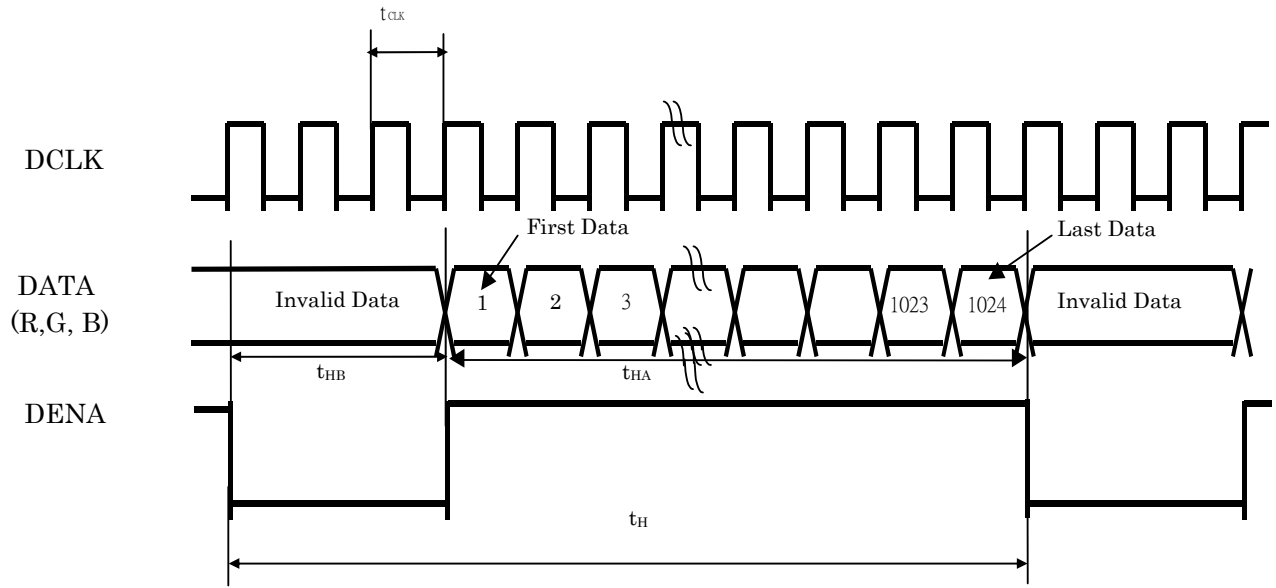 tCLK
DCLK
First Data
Last Data
DATA
(R,G, B)
Invalid Data
1
2
3
1023
1024
Invalid Data
tHB
tHA
DENA
tH